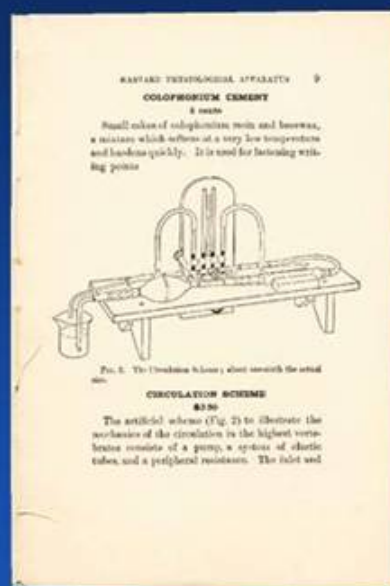 HARVARD PHYSIOLOGICAL APPARATUS 9
COLOPHONIUM CEMENT
5 cents
Small cakes of colophonium resin and beeswax,
a mixture which softens at a very low temperature
and hardens quickly. It is used for fastening writ-
ing points
FIG. 2. The Circulation Scheme; about one-sixth the actual
size.
CIRCULATION SCHEME
The artificial scheme (Fig. 2) to illustrate the
mechanics of the circulation in the highest verte-
brates consists of a pump, a system of elastic
tubes, and a peripheral resistance. The inlet and